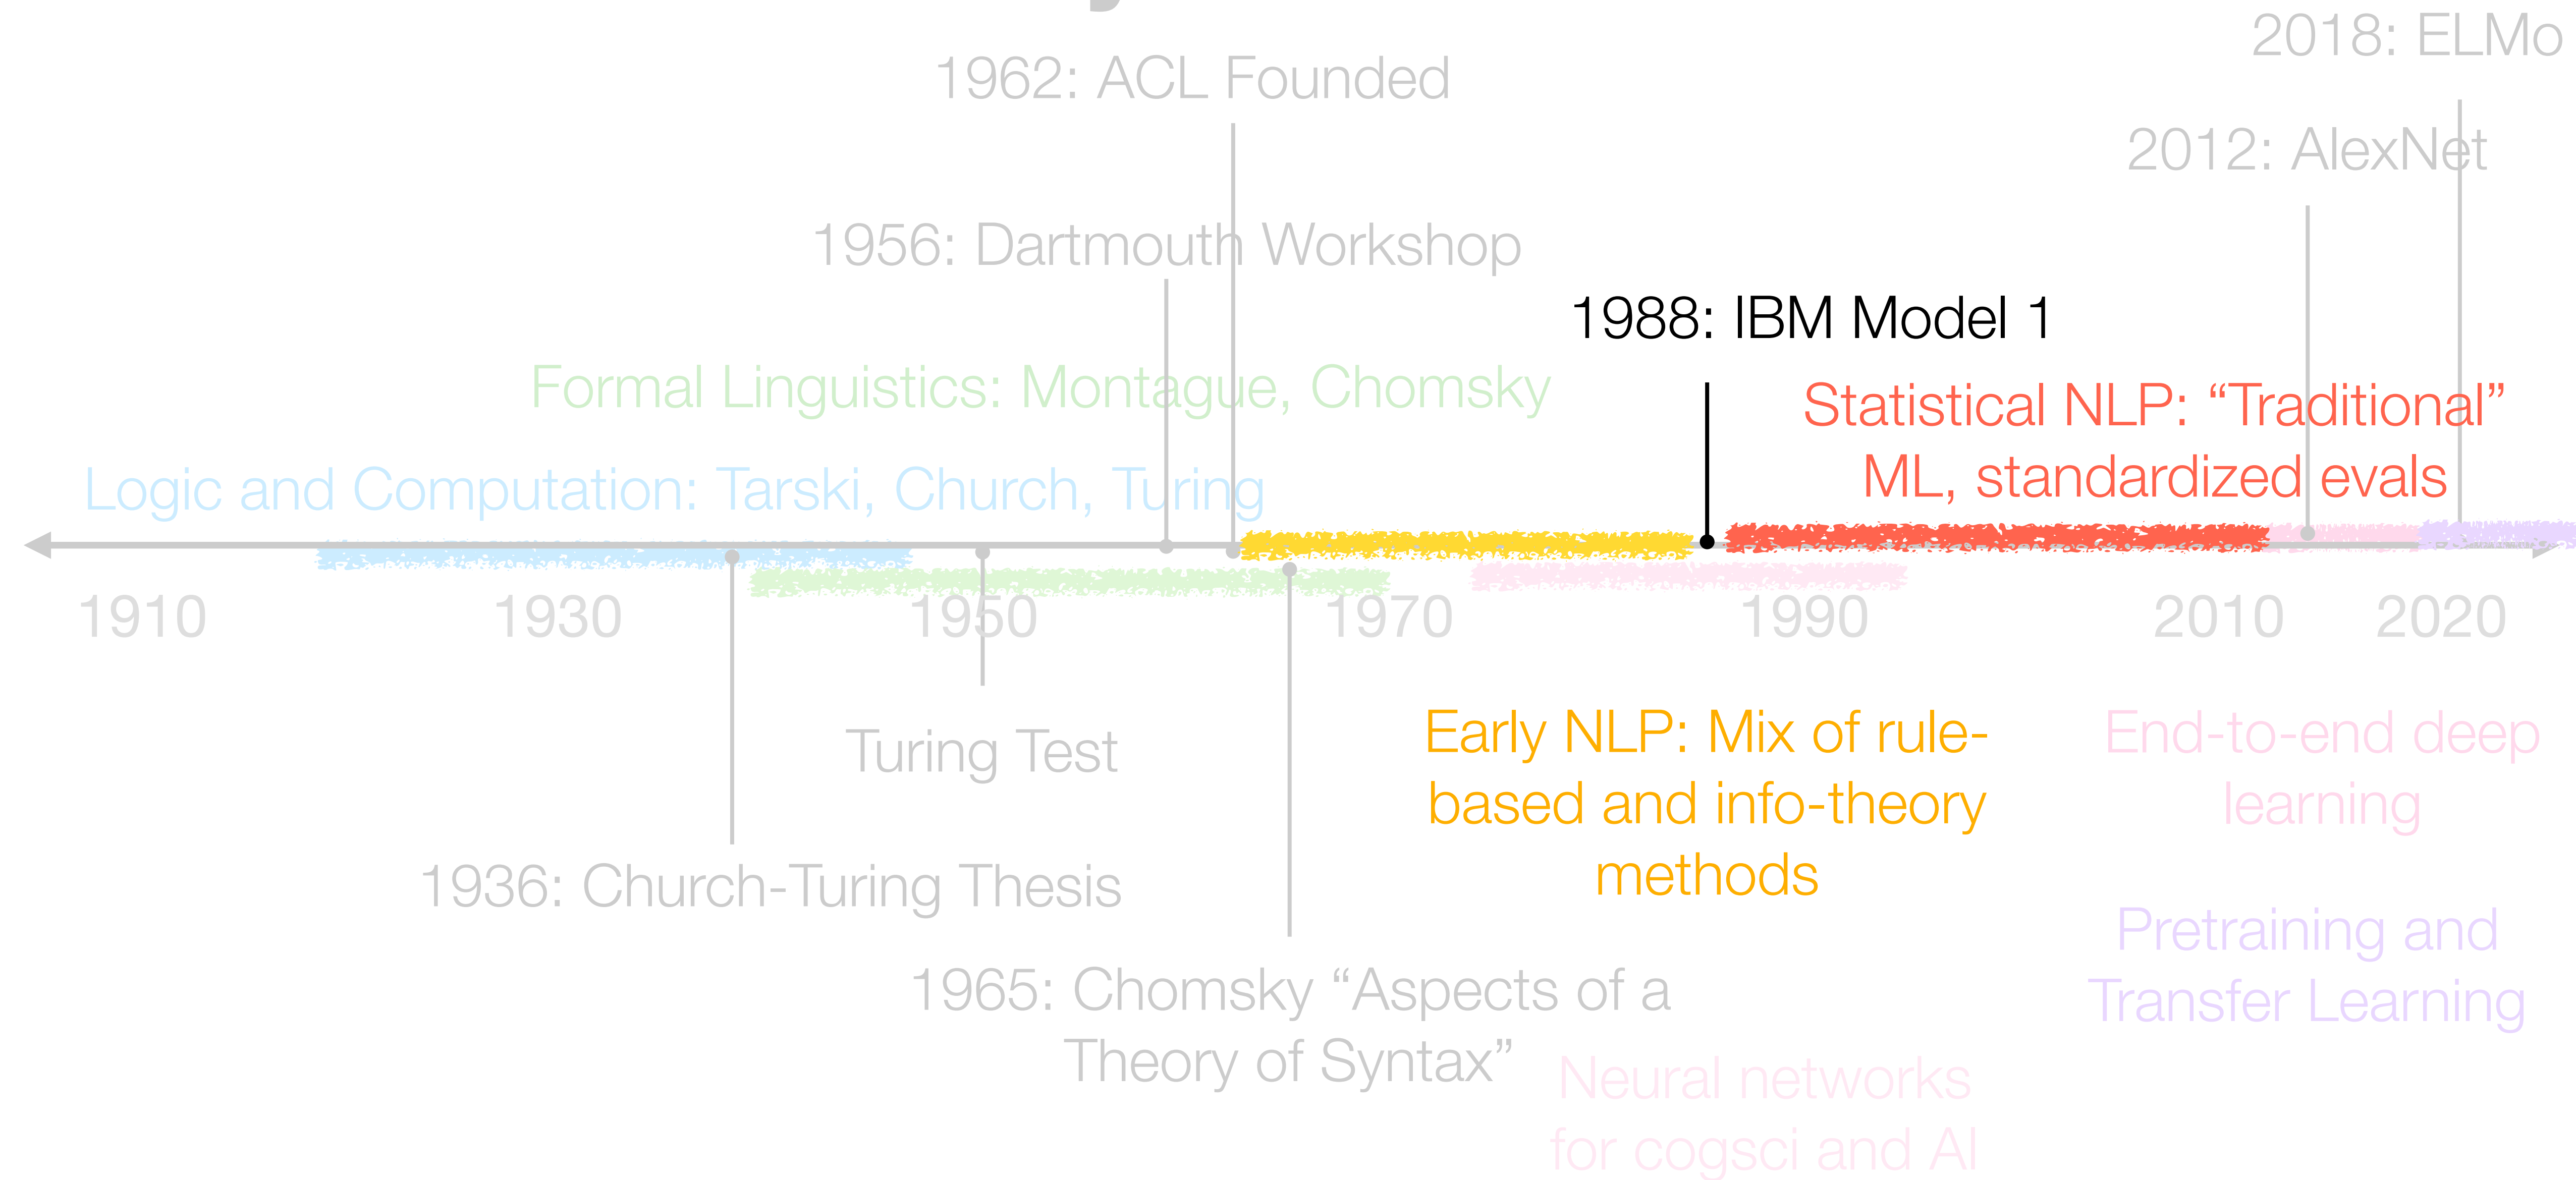 2018: ELMo
1962: ACL Founded
2012: AlexNet
1956: Dartmouth Workshop
1988: IBM Model 1
Formal Linguistics: Montague, Chomsky
Statistical NLP: “Traditional”
ML, standardized evals
Logic and Computation: Tarski, Church, Turing
1910
1930
1950
1970
1990
2010
2020
Turing Test
Early NLP: Mix of rule-
based and info-theory
methods
End-to-end deep
learning
1936: Church-Turing Thesis
Pretraining and
Transfer Learning
1965: Chomsky “Aspects of a
Theory of Syntax”
Neural networks
for cogsci and AI